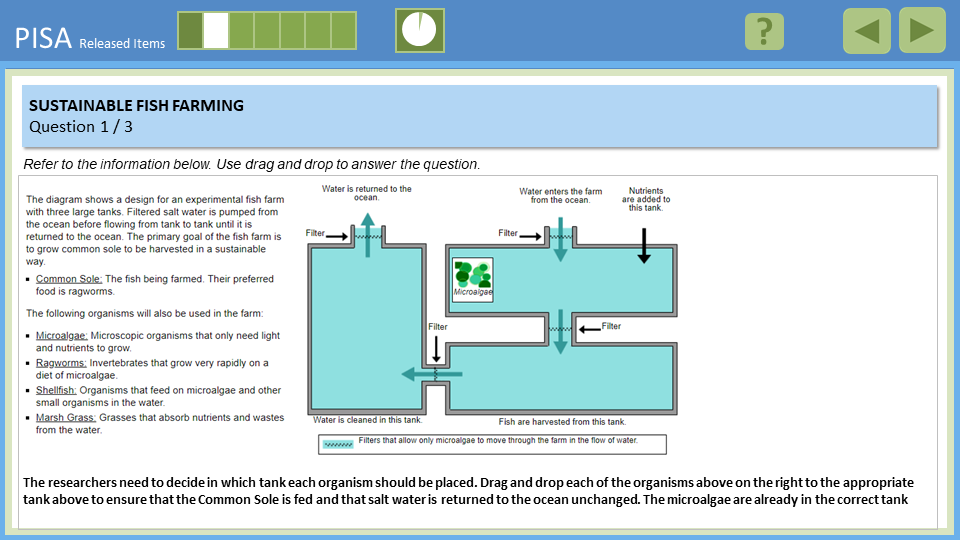 PISA Released Items
?
SUSTAINABLE FISH FARMING
Question 1 / 3
Refer to the information below. Use drag and drop to answer the question.
The diagram shows a design for an experimental fish farm
with three large tanks. Filtered salt water is pumped from
the ocean before flowing from tank to tank until it is
returned to the ocean. The primary goal of the fish farm is
to grow common sole to be harvested in a sustainable
way.
▪ Common Sole: The fish being farmed. Their preferred
food is ragworms.
The following organisms will also be used in the farm:
▪ Microalgae: Microscopic organisms that only need light
and nutrients to grow.
▪ Ragworms: Invertebrates that grow very rapidly on a
diet of microalgae.
▪ Shellfish: Organisms that feed on microalgae and other
small organisms in the water.
▪ Marsh Grass: Grasses that absorb nutrients and wastes
from the water.
Water is returned to the
ocean.
Water enters the farm
from the ocean.
Nutrients
are added to
this tank.
Filter
Filter
Microalgae
Filter
Filter
Water is cleaned in this tank.
Fish are harvested from this tank.
Filters that allow only microalgae to move through the farm in the flow of water.
The researchers need to decide in which tank each organism should be placed. Drag and drop each of the organisms above on the right to the appropriate
tank above to ensure that the Common Sole is fed and that salt water is returned to the ocean unchanged. The microalgae are already in the correct tank